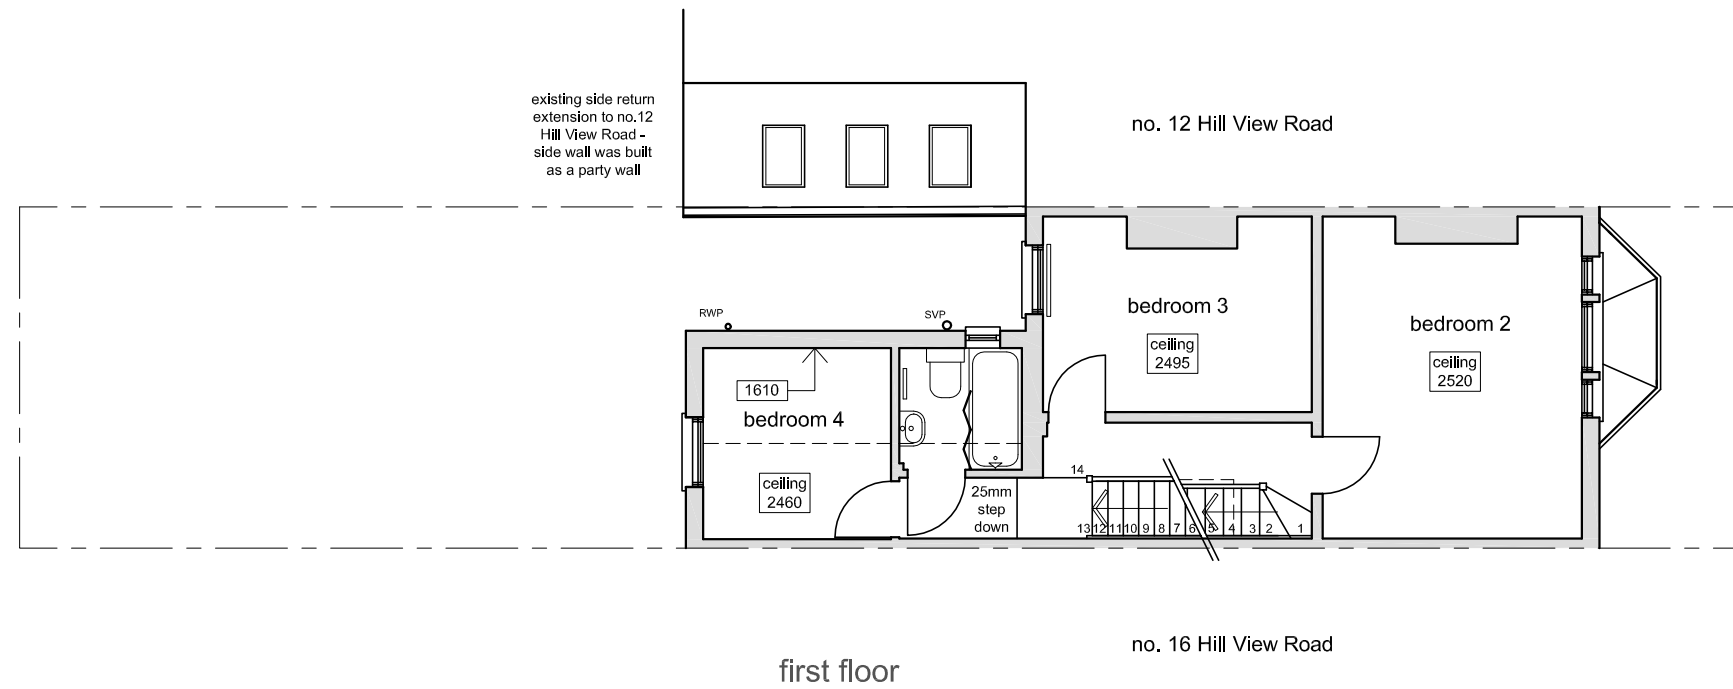 existing side return
extension to no.12
Hill View Road -
side wall was built
as a party wall
no. 12 Hill View Road
RWP
SVP
bedroom 3
ceiling
2495
bedroom 2
ceiling
2520
1610
bedroom 4
ceiling
2460
25mm
step
down
14
13 12 11 10 9 8 7 6 5 4 3 2 1
no. 16 Hill View Road
first floor